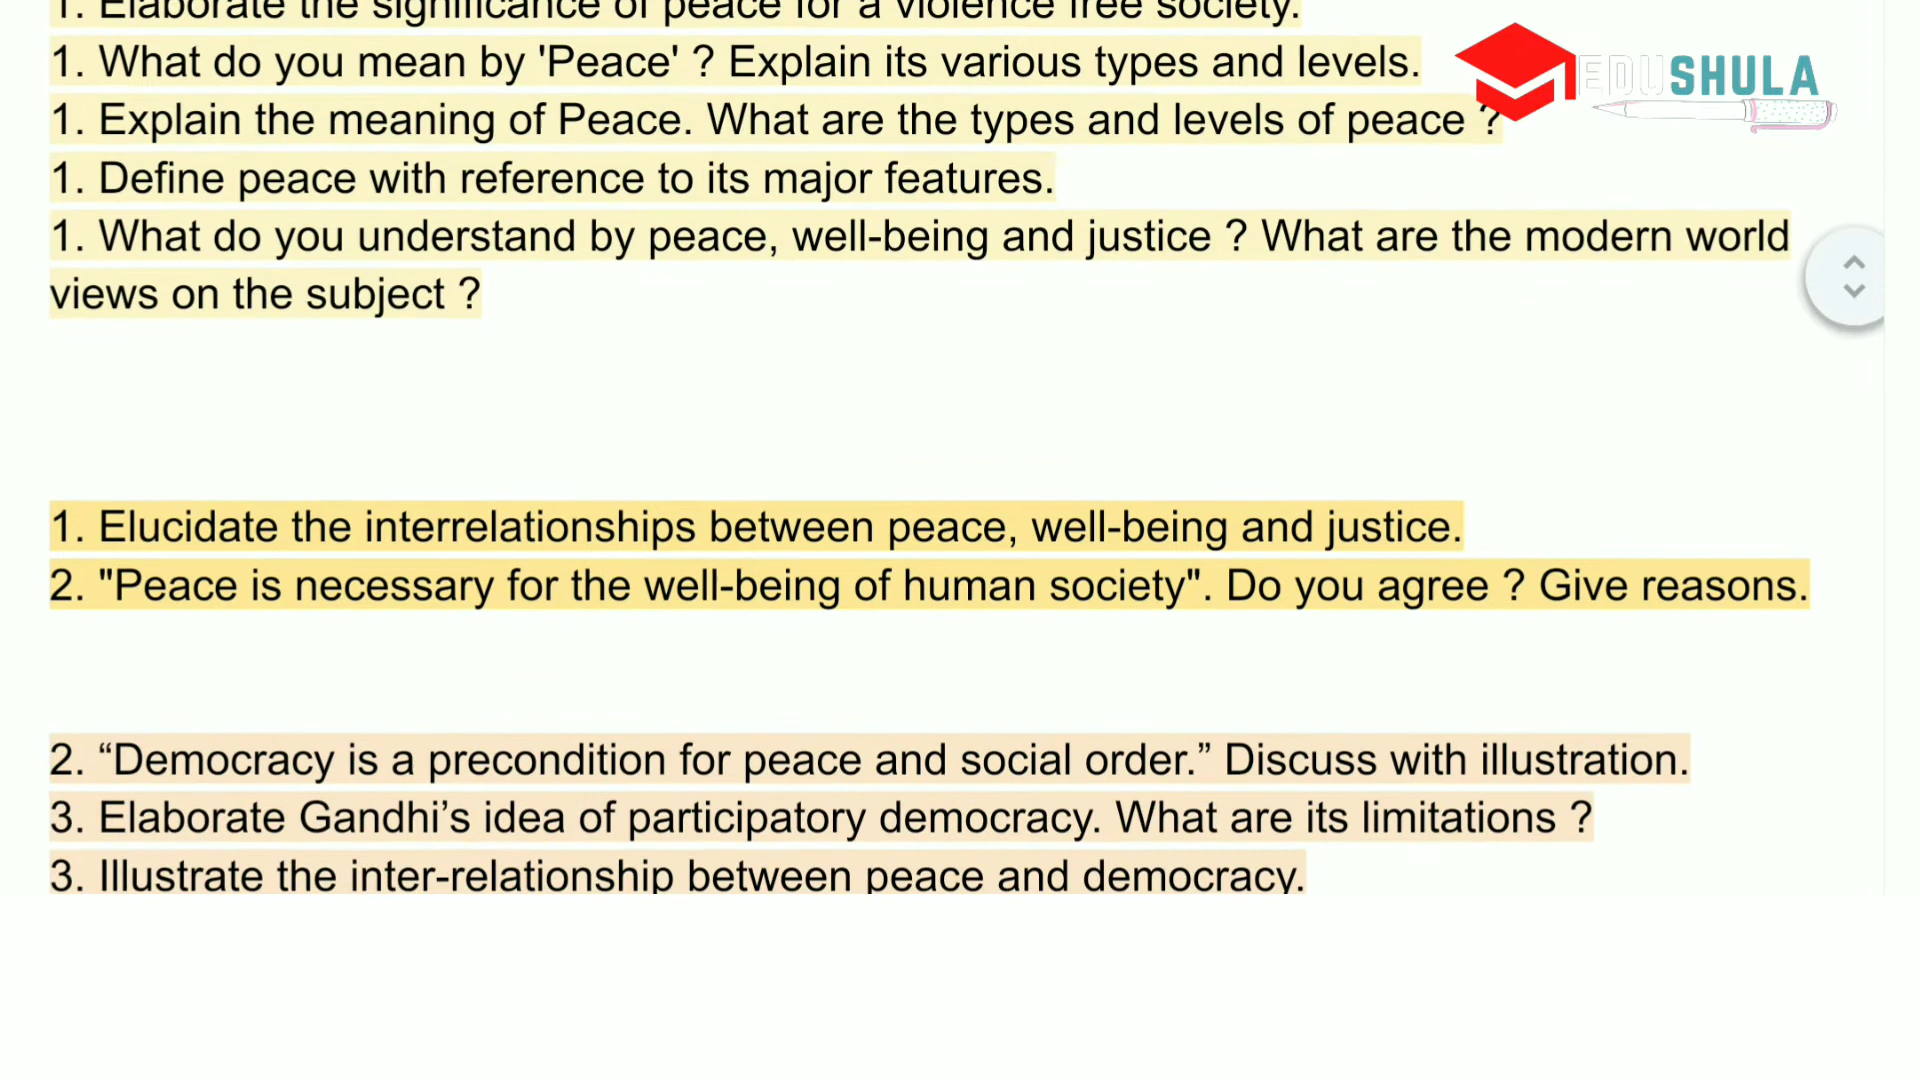 1. Elaborate the significance of peace for a violence free society.
1. What do you mean by 'Peace' ? Explain its various types and levels.
EDUSHULA
1. Explain the meaning of Peace. What are the types and levels of peace ?
1. Define peace with reference to its major features.
1. What do you understand by peace, well-being and justice ? What are the modern world
views on the subject ?
1. Elucidate the interrelationships between peace, well-being and justice.
2. "Peace is necessary for the well-being of human society". Do you agree ? Give reasons.
2. “Democracy is a precondition for peace and social order.” Discuss with illustration.
3. Elaborate Gandhi’s idea of participatory democracy. What are its limitations ?
3. Illustrate the inter-relationship between peace and democracy.